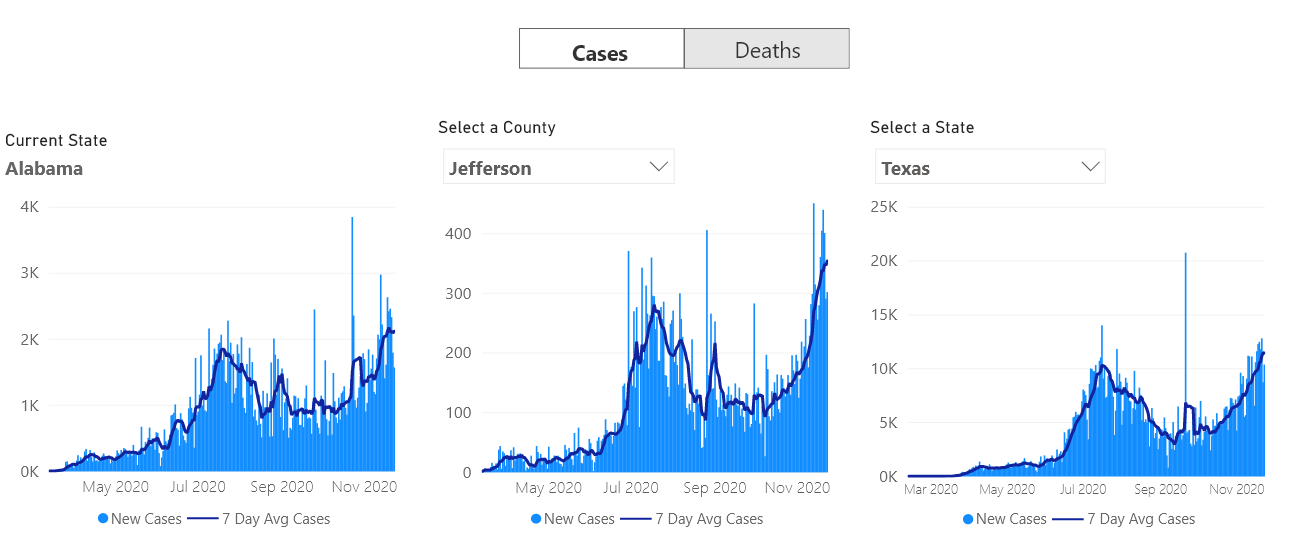 Cases Deaths
Current State
Alabama
4K
3K
2K
1K
0K
May 2020 Jul 2020 Sep 2020 Nov 2020
New Cases 7 Day Avg Cases
Select a County
Jefferson
400
300
200
100
0
May 2020 Jul 2020 Sep 2020 Nov 2020
New Cases 7 Day Avg Cases
Select a State
Texas
25K
20K
15K
10K
5K
0K
Mar 2020 May 2020 Jul 2020 Sep 2020 Nov 2020
New Cases 7 Day Avg Cases